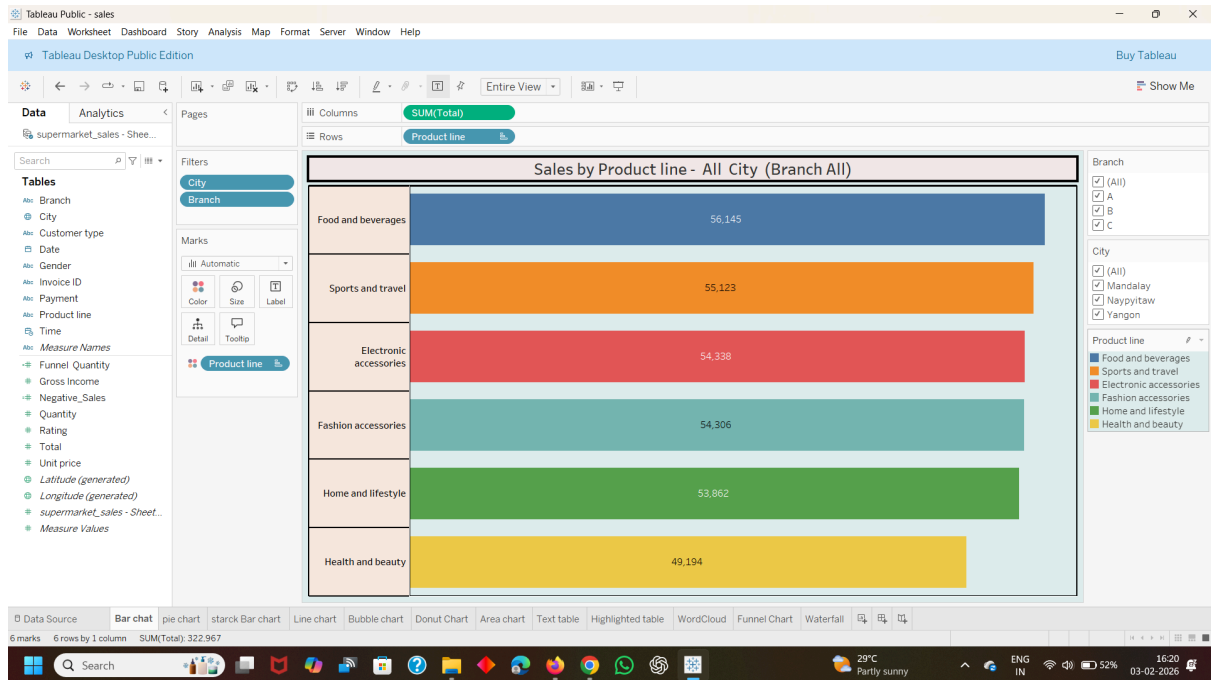 Tableau Public - sales
File Data Worksheet Dashboard Story Analysis Map Format Server Window Help
Tableau Desktop Public Edition
Buy Tableau
Entire View
Show Me
Data Analytics
supermarket_sales - Shee...
Search
Tables
Abc Branch
City
Abc Customer type
Date
Abc Gender
Abc Invoice ID
Abc Payment
Abc Product line
Time
Abc Measure Names
Funnel Quantity
Gross Income
Negative_Sales
Quantity
Rating
Total
Unit price
Latitude (generated)
Longitude (generated)
supermarket_sales - Sheet...
Measure Values
Pages
Filters
City
Branch
Marks
Automatic
Color Size Label
Detail Tooltip
Product line
Columns
SUM(Total)
Rows
Product line
Sales by Product line - All City (Branch All)
Food and beverages
56,145
Sports and travel
55,123
Electronic
accessories
54,338
Fashion accessories
54,306
Home and lifestyle
53,862
Health and beauty
49,194
Branch
(All)
A
B
C
City
(All)
Mandalay
Naypyitaw
Yangon
Product line
Food and beverages
Sports and travel
Electronic accessories
Fashion accessories
Home and lifestyle
Health and beauty
Data Source Bar chat pie chart starck Bar chart Line chart Bubble chart Donut Chart Area chart Text table Highlighted table WordCloud Funnel Chart Waterfall
6 marks 6 rows by 1 column SUM(Total): 322,967
Search
29°C
Partly sunny
ENG
IN
52%
16:20
03-02-2026